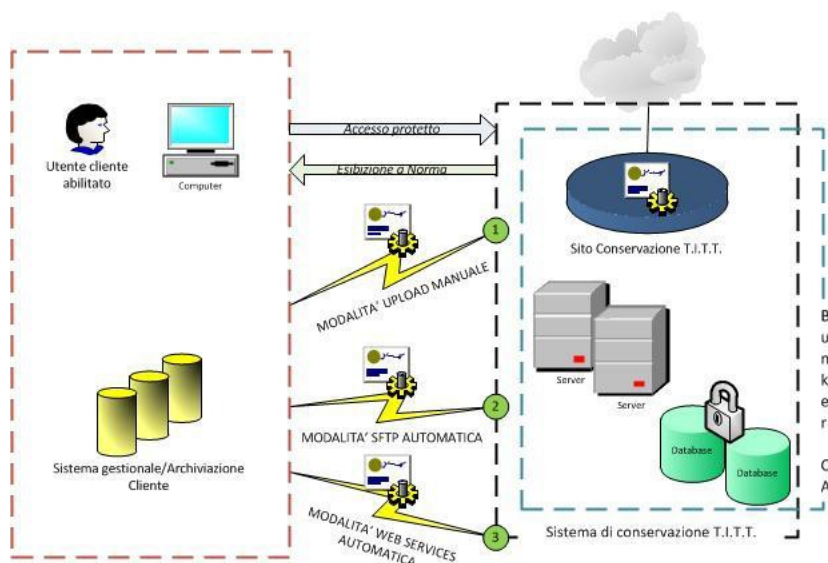 Accesso protetto
Esibizione a Norma
Utente cliente
abilitato
Computer
1
MODALITA' UPLOAD MANUALE
Sito Conservazione T.I.T.T.
Server
Server
2
MODALITA' SFTP AUTOMATICA
Database
Database
Sistema gestionale/Archiviazione
Cliente
MODALITA' WEB SERVICES
AUTOMATICA
3
Sistema di conservazione T.I.T.T.
B
u
n
k
e
r
C
A